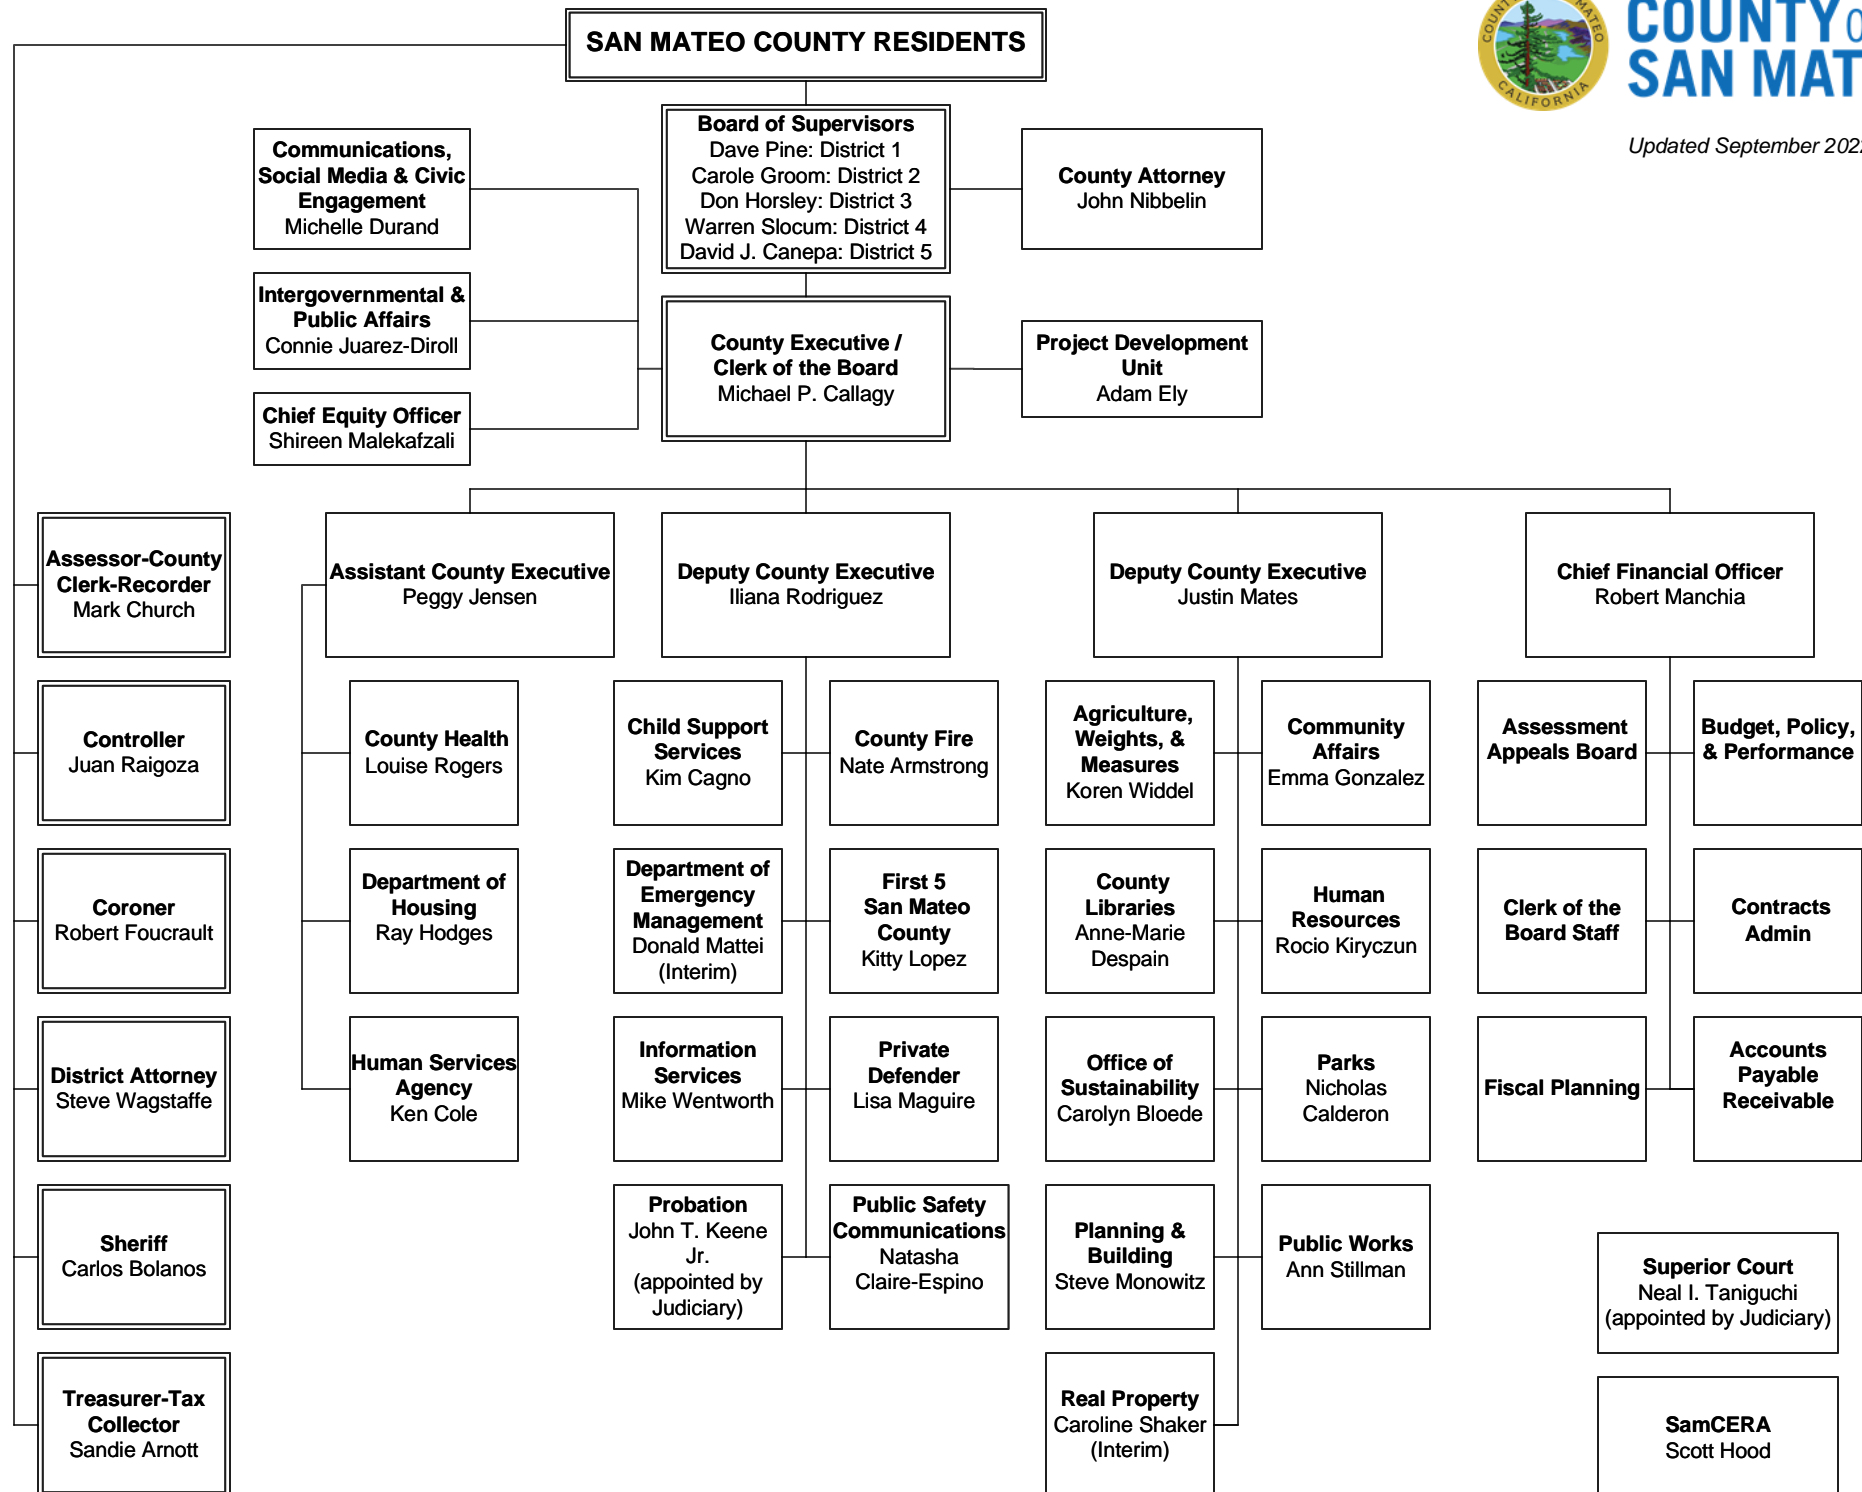 SAN MATEO COUNTY RESIDENTS
COUNTY
SAN MAT
CALIFORNIA
Updated September 202
Communications,
Social Media & Civic
Engagement
Michelle Durand
Board of Supervisors
Dave Pine: District 1
Carole Groom: District 2
Don Horsley: District 3
Warren Slocum: District 4
David J. Canepa: District 5
County Attorney
John Nibbelin
Intergovernmental &
Public Affairs
Connie Juarez-Diroll
County Executive /
Clerk of the Board
Michael P. Callagy
Project Development
Unit
Adam Ely
Chief Equity Officer
Shireen Malekafzali
Assessor-County
Clerk-Recorder
Mark Church
Assistant County Executive
Peggy Jensen
Deputy County Executive
Iliana Rodriguez
Deputy County Executive
Justin Mates
Chief Financial Officer
Robert Manchia
Controller
Juan Raigoza
County Health
Louise Rogers
Child Support
Services
Kim Cagno
County Fire
Nate Armstrong
Agriculture,
Weights, &
Measures
Koren Widdel
Community
Affairs
Emma Gonzalez
Assessment
Appeals Board
Budget, Policy,
& Performance
Coroner
Robert Foucrault
Department of
Housing
Ray Hodges
Department of
Emergency
Management
Donald Mattei
(Interim)
First 5
San Mateo
County
Kitty Lopez
County
Libraries
Anne-Marie
Despain
Human
Resources
Rocio Kiryczun
Clerk of the
Board Staff
Contracts
Admin
District Attorney
Steve Wagstaffe
Human Services
Agency
Ken Cole
Information
Services
Mike Wentworth
Private
Defender
Lisa Maguire
Office of
Sustainability
Carolyn Bloede
Parks
Nicholas
Calderon
Fiscal Planning
Accounts
Payable
Receivable
Sheriff
Carlos Bolanos
Probation
John T. Keene
Jr.
(appointed by
Judiciary)
Public Safety
Communications
Natasha
Claire-Espino
Planning &
Building
Steve Monowitz
Public Works
Ann Stillman
Superior Court
Neal I. Taniguchi
(appointed by Judiciary)
Treasurer-Tax
Collector
Sandie Arnott
Real Property
Caroline Shaker
(Interim)
SamCERA
Scott Hood